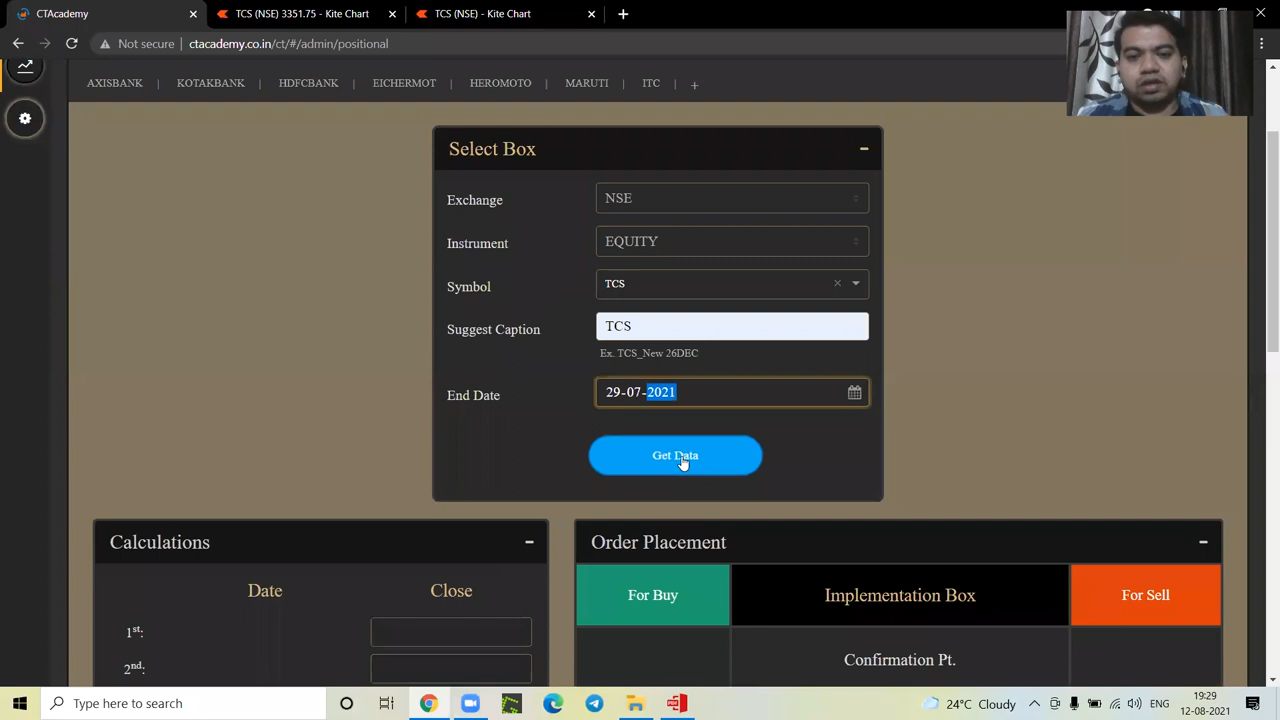 CTAcademy
TCS (NSE) 3351.75 - Kite Chart
TCS (NSE) - Kite Chart
Not secure
ctacademy.co.in/ct/#/admin/positional
AXISBANK
KOTAKBANK
HDFCBANK
EICHERMOT
HEROMOTO
MARUTI
ITC
+
Select Box
Exchange
NSE
Instrument
EQUITY
Symbol
TCS
Suggest Caption
TCS
Ex. TCS_New 26DEC
End Date
29-07-2021
Get Data
Calculations
Date
Close
1st:
2nd:
Order Placement
For Buy
Implementation Box
For Sell
Confirmation Pt.
Type here to search
24°C Cloudy
19:29
12-08-2021